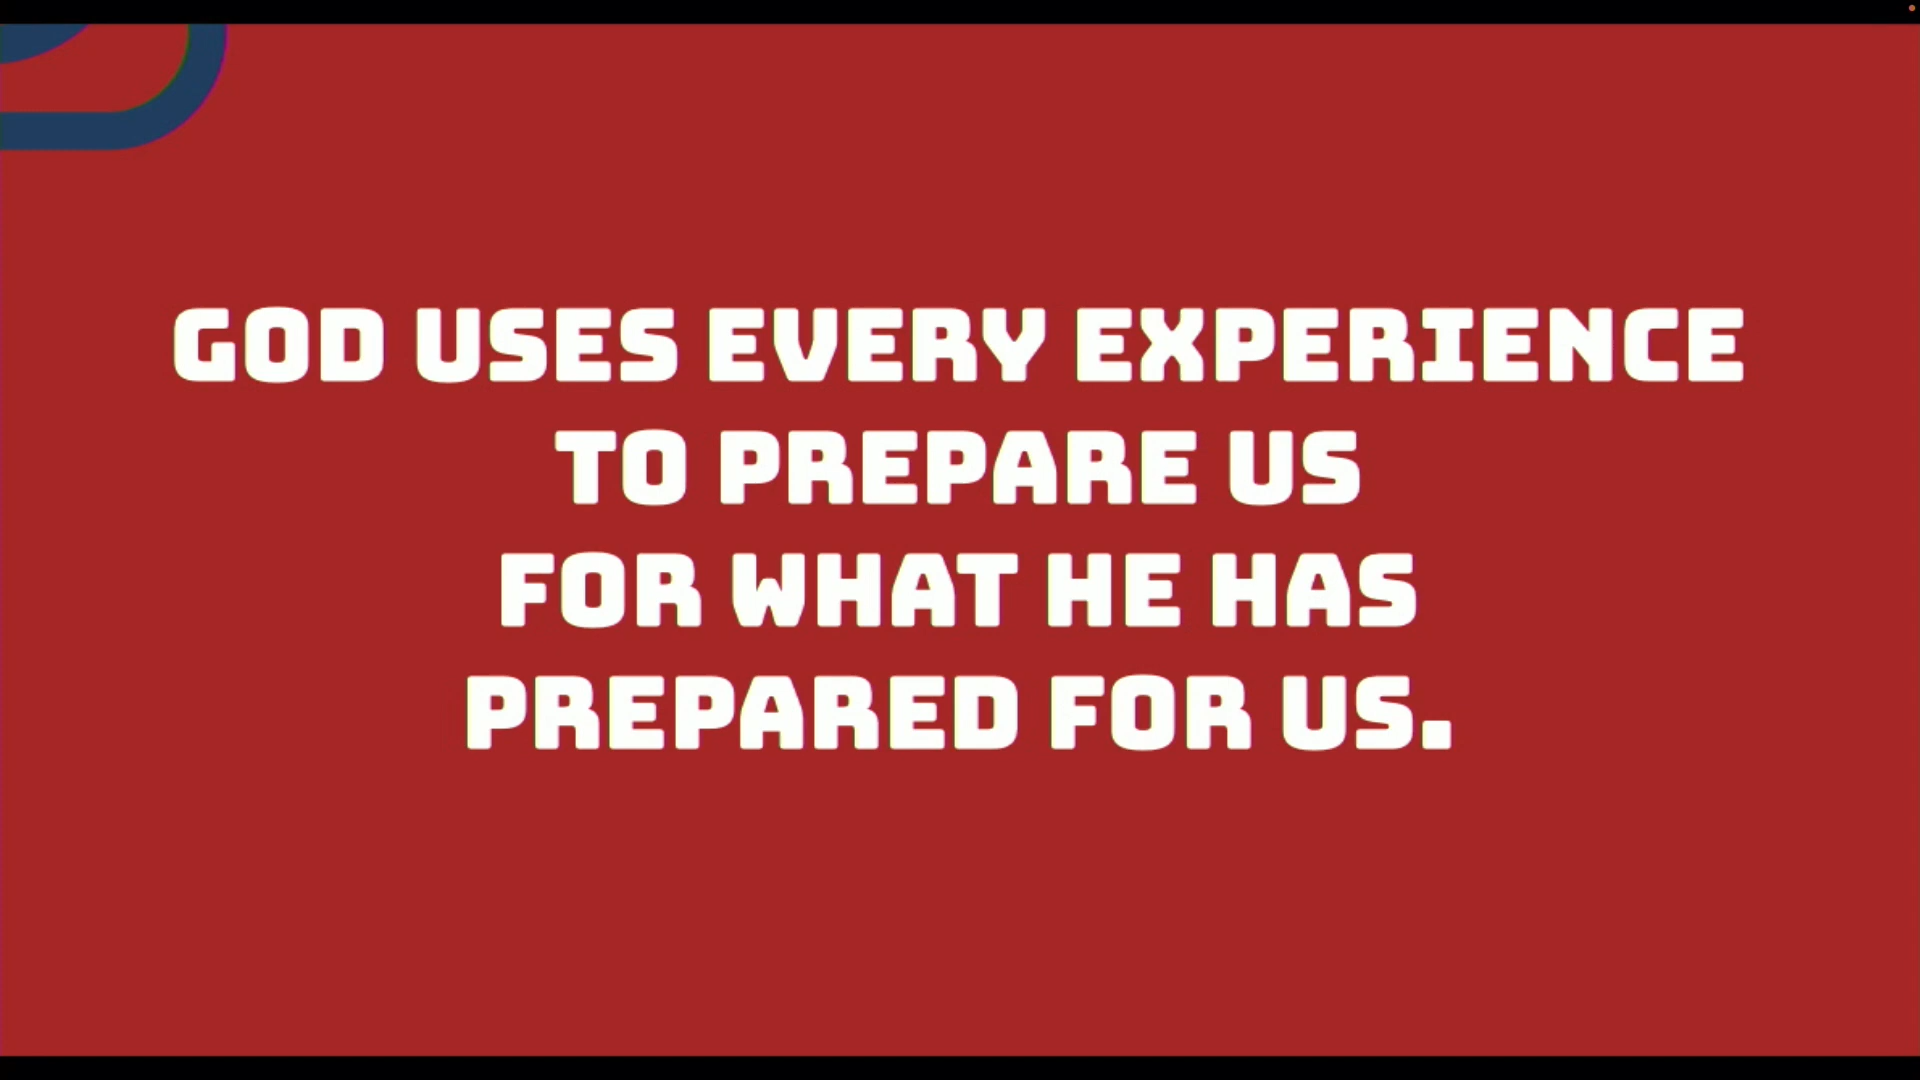 GOD USES EVERY EXPERIENCE
TO PREPARE US
FOR WHAT HE HAS
PREPARED FOR US.